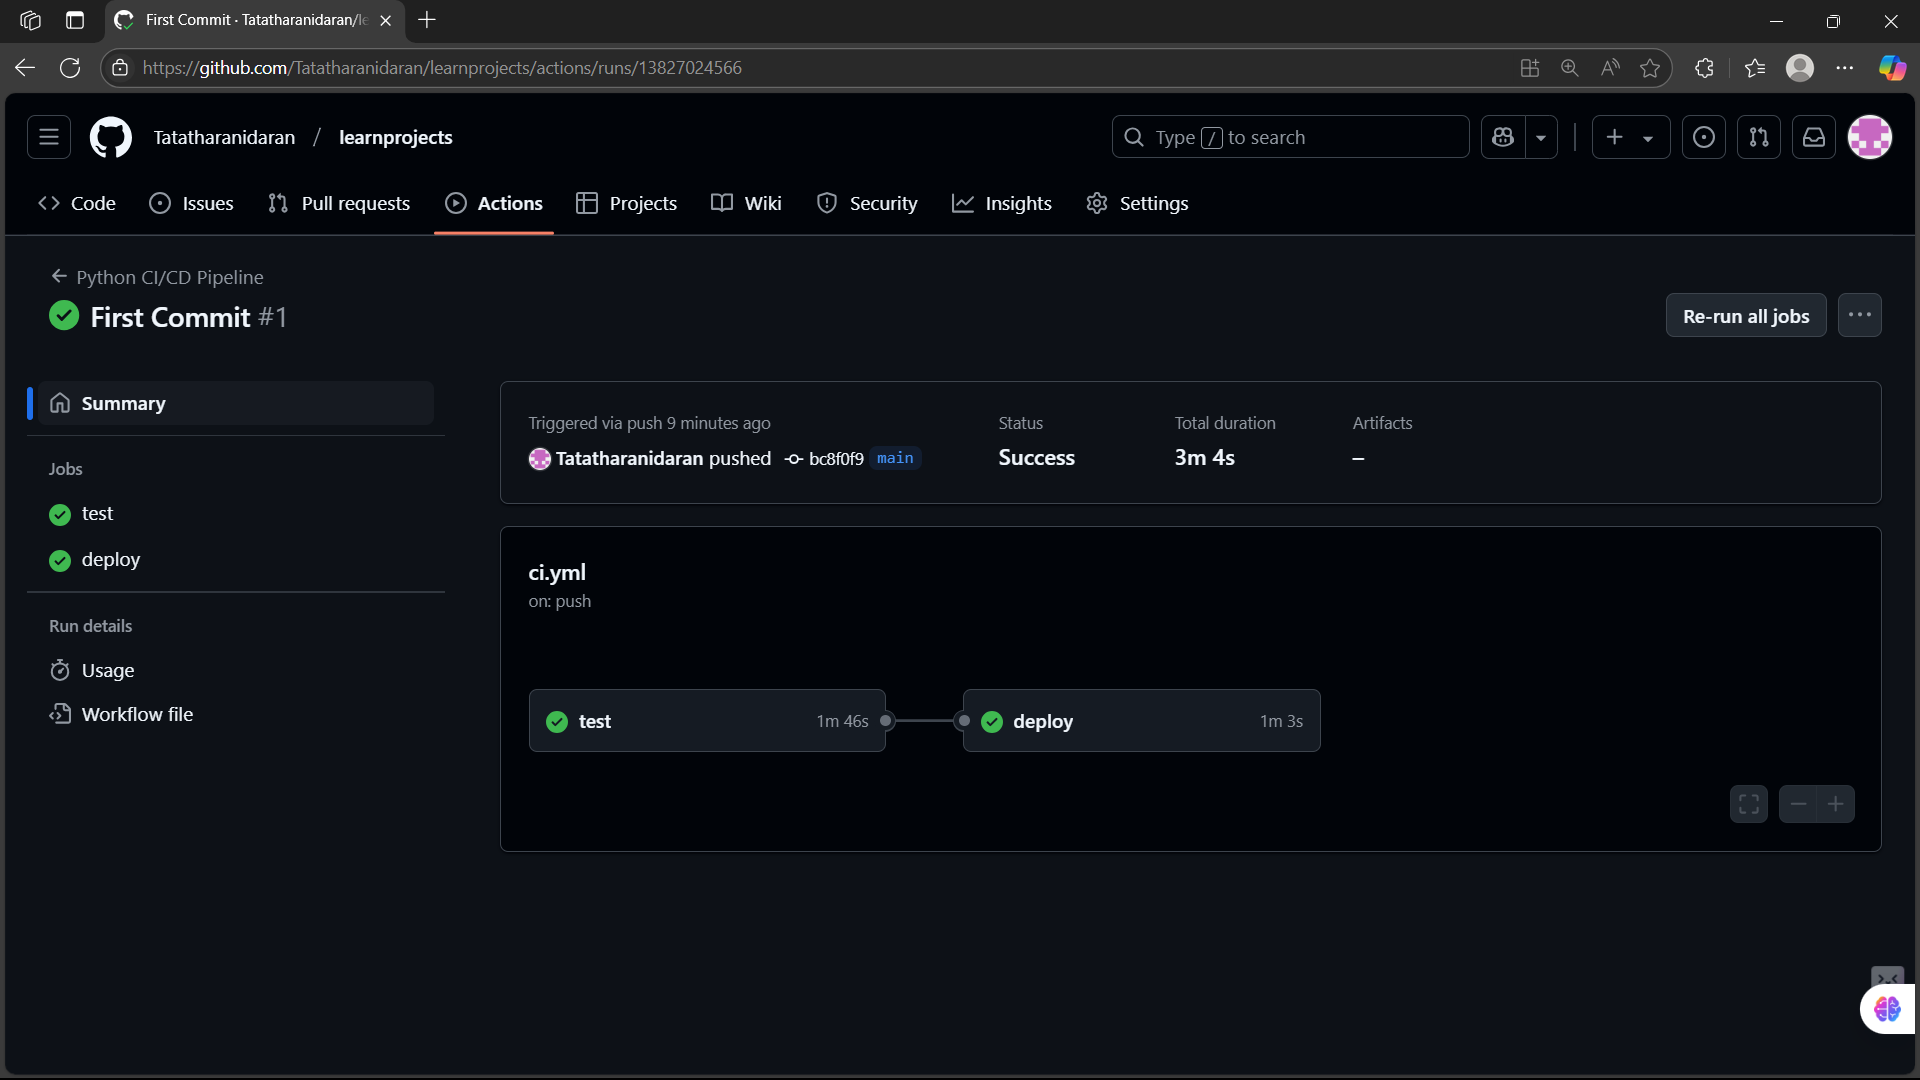 First Commit · Tatatharanidaran/le
https://github.com/Tatatharanidaran/learnprojects/actions/runs/13827024566
Tatatharanidaran / learnprojects
Type / to search
Code Issues Pull requests Actions Projects Wiki Security Insights Settings
Python CI/CD Pipeline
First Commit #1
Re-run all jobs
Summary
Jobs
test
deploy
Run details
Usage
Workflow file
Triggered via push 9 minutes ago
Tatatharanidaran pushed bc8f0f9 main
Status
Success
Total duration
3m 4s
Artifacts
–
ci.yml
on: push
test 1m 46s
deploy 1m 3s